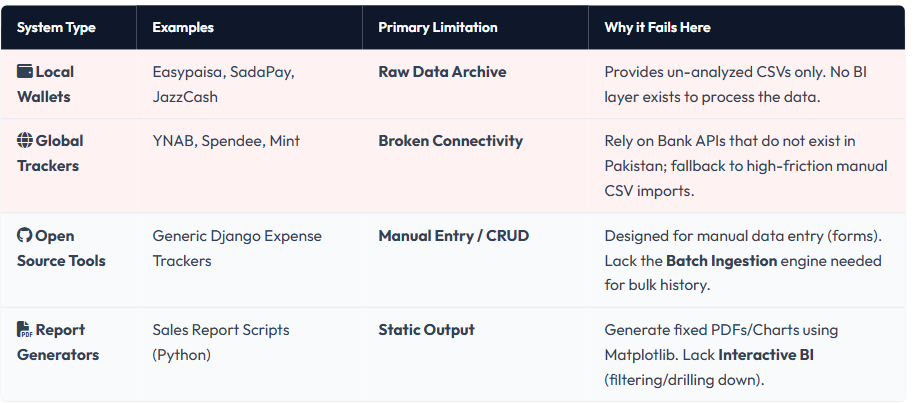 System Type Examples Primary Limitation Why it Fails Here
Local Wallets Easypaisa, SadaPay, JazzCash Raw Data Archive Provides un-analyzed CSVs only. No BI layer exists to process the data.
Global Trackers YNAB, Spendee, Mint Broken Connectivity Rely on Bank APIs that do not exist in Pakistan; fallback to high-friction manual CSV imports.
Open Source Tools Generic Django Expense Trackers Manual Entry / CRUD Designed for manual data entry (forms). Lack the Batch Ingestion engine needed for bulk history.
PDF Report Generators Sales Report Scripts (Python) Static Output Generate fixed PDFs/Charts using Matplotlib. Lack Interactive BI (filtering/drilling down).